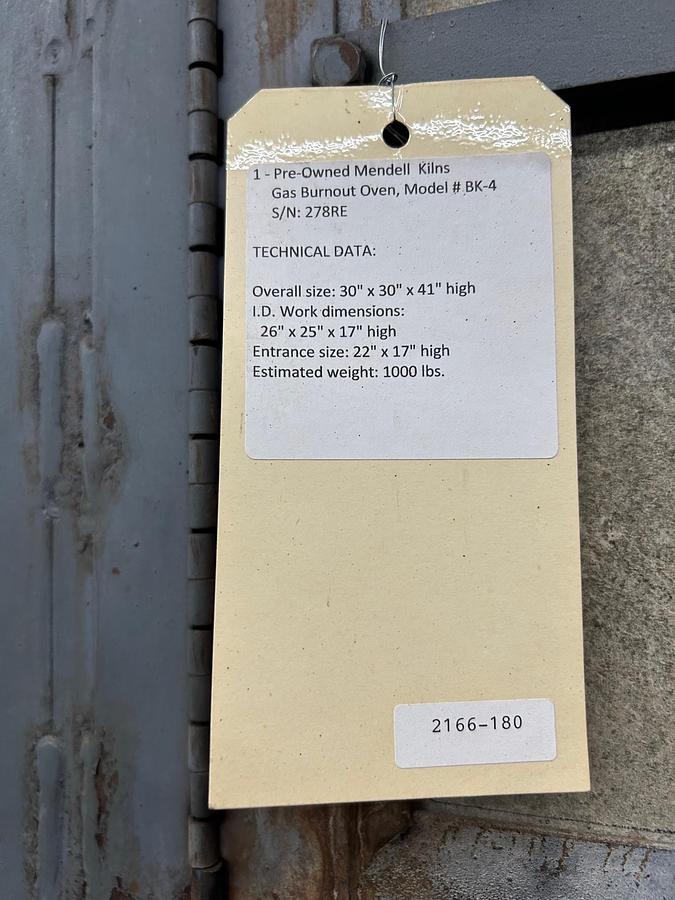 1 - Pre-Owned Mendell Kilns
Gas Burnout Oven, Model # BK-4
S/N: 278RE
TECHNICAL DATA:
Overall size: 30" x 30" x 41" high
I.D. Work dimensions:
26" x 25" x 17" high
Entrance size: 22" x 17" high
Estimated weight: 1000 lbs.
2166-180